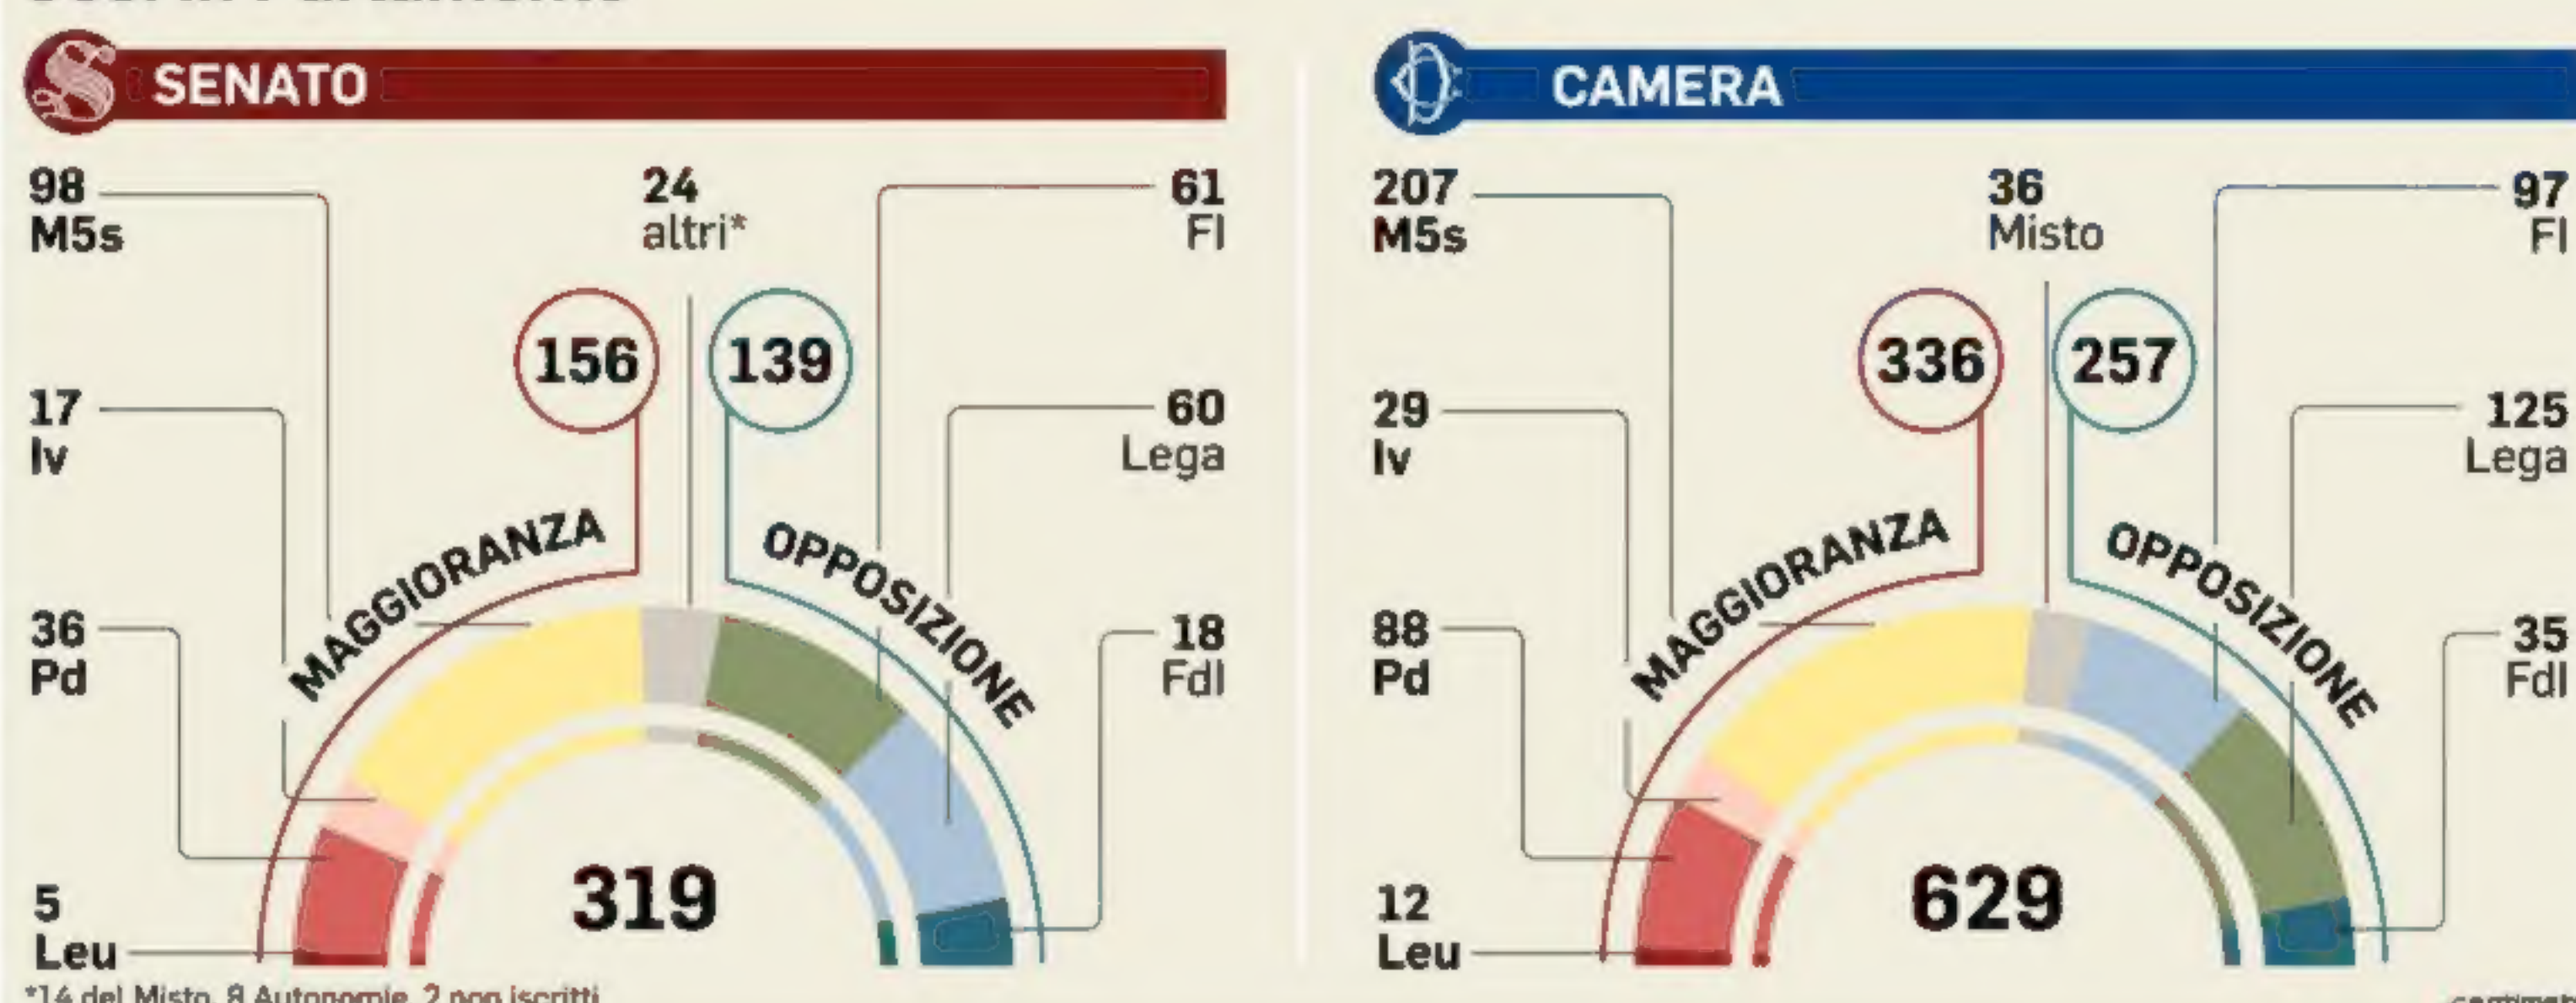 SENATO
98
M5s
24
altri*
61
FI
156
139
17
Iv
60
Lega
MAGGIORANZA
OPPOSIZIONE
36
Pd
18
FdI
5
Leu
319
*14 del Misto, 8 Autonomie, 2 non iscritti
CAMERA
207
M5s
36
Misto
97
FI
336
257
29
Iv
125
Lega
MAGGIORANZA
OPPOSIZIONE
88
Pd
35
FdI
12
Leu
629